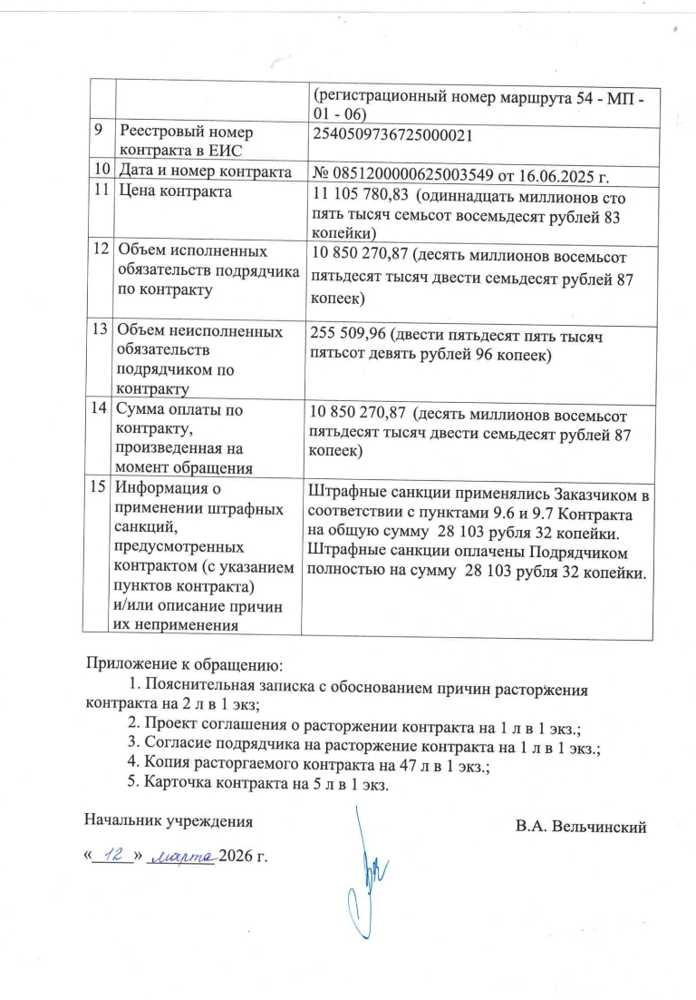 (регистрационный номер маршрута 54 - МП -
01 - 06)
9 Реестровый номер
контракта в ЕИС
2540509736725000021
10 Дата и номер контракта № 0851200000625003549 от 16.06.2025 г.
11 Цена контракта
11 105 780,83 (одиннадцать миллионов сто
пять тысяч семьсот восемьдесят рублей 83
копейки)
12 Объем исполненных
обязательств подрядчика
по контракту
10 850 270,87 (десять миллионов восемьсот
пятьдесят тысяч двести семьдесят рублей 87
копеек)
13 Объем неисполненных
обязательств
подрядчиком по
контракту
255 509,96 (двести пятьдесят пять тысяч
пятьсот девять рублей 96 копеек)
14 Сумма оплаты по
контракту,
произведенная на
момент обращения
10 850 270,87 (десять миллионов восемьсот
пятьдесят тысяч двести семьдесят рублей 87
копеек)
15 Информация о
применении штрафных
санкций,
предусмотренных
контрактом (с указанием
пунктов контракта)
и/или описание причин
их неприменения
Штрафные санкции применялись Заказчиком в
соответствии с пунктами 9.6 и 9.7 Контракта
на общую сумму 28 103 рубля 32 копейки.
Штрафные санкции оплачены Подрядчиком
полностью на сумму 28 103 рубля 32 копейки.
Приложение к обращению:
1. Пояснительная записка с обоснованием причин расторжения
контракта на 2 л в 1 экз;
2. Проект соглашения о расторжении контракта на 1 л в 1 экз.;
3. Согласие подрядчика на расторжение контракта на 1 л в 1 экз.;
4. Копия расторгаемого контракта на 47 л в 1 экз.;
5. Карточка контракта на 5 л в 1 экз.
Начальник учреждения В.А. Вельчинский
«12» марта 2026 г.